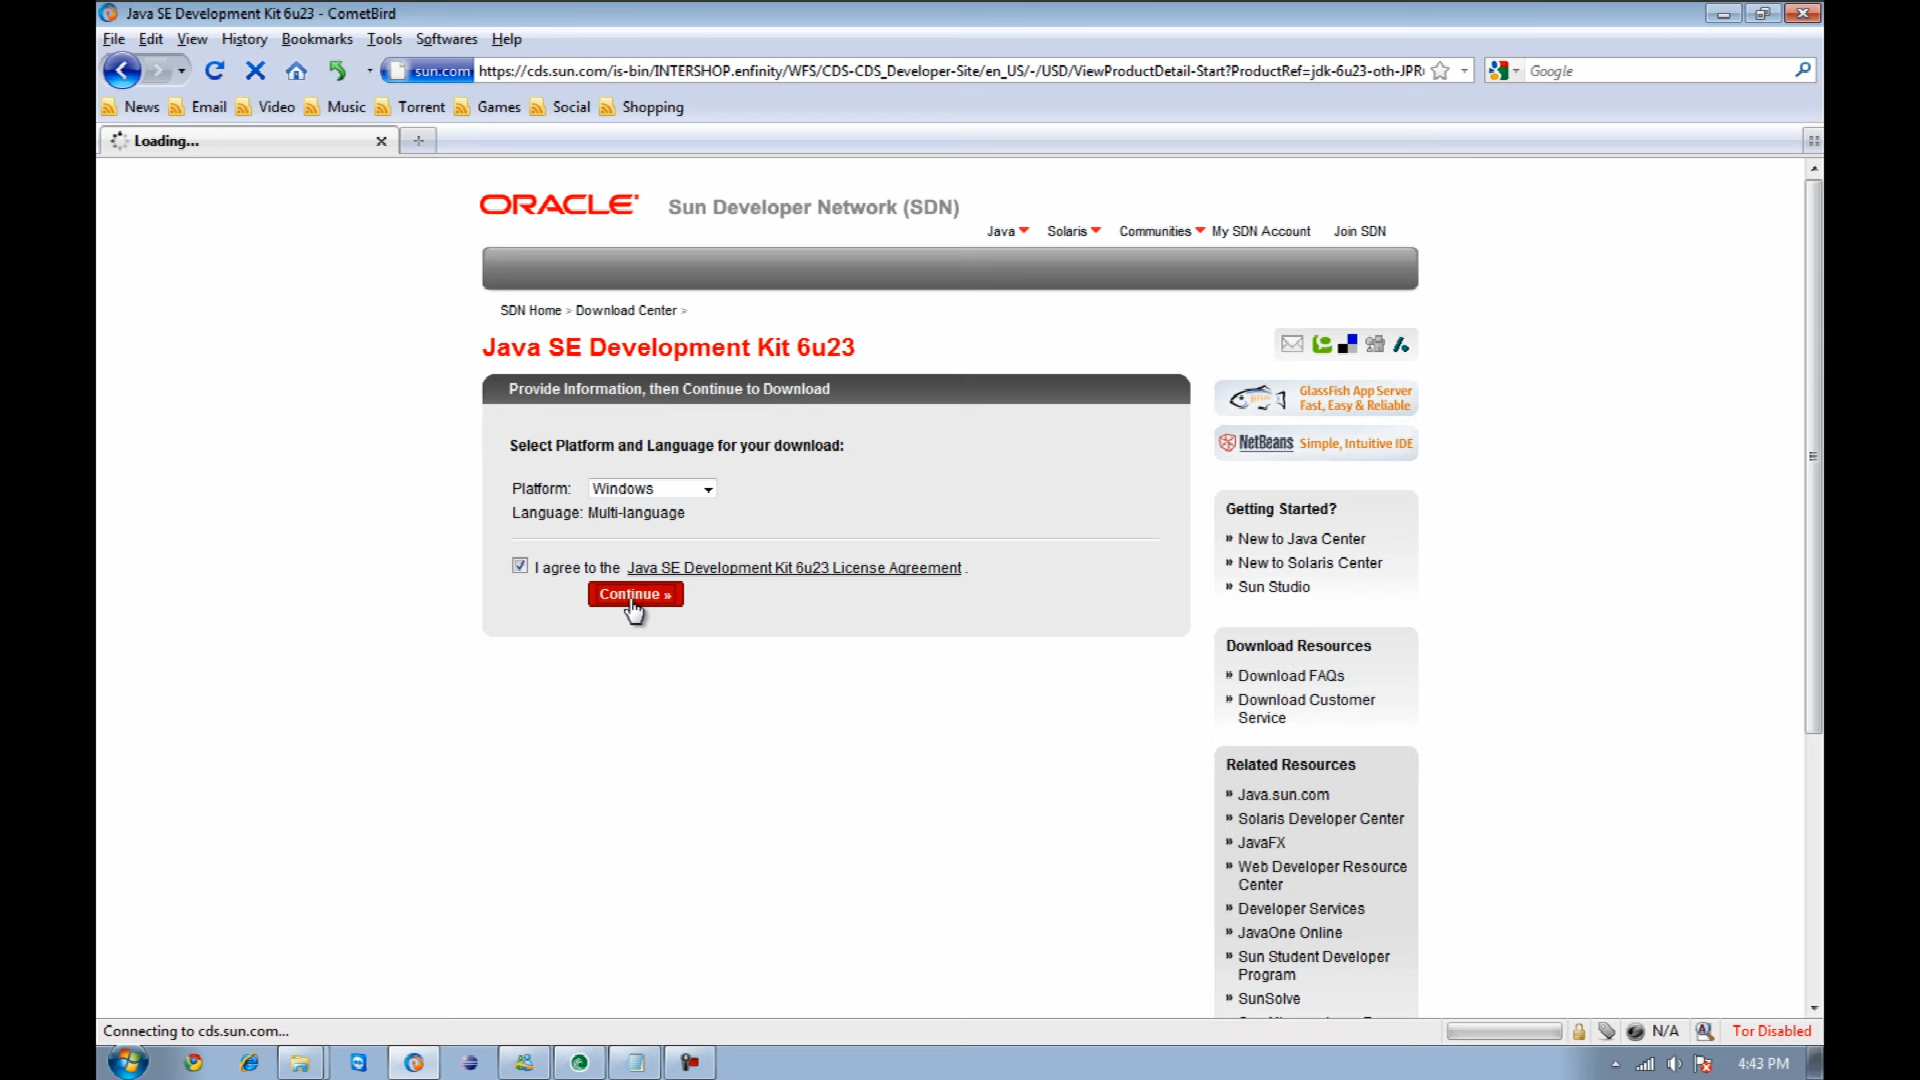 Java SE Development Kit 6u23 - CometBird
File Edit View History Bookmarks Tools Softwares Help
sun.com https://cds.sun.com/is-bin/INTERSHOP.enfinity/WFS/CDS-CDS_Developer-Site/en_US/-/USD/ViewProductDetail-Start?ProductRef=jdk-6u23-oth-JPR Google
News Email Video Music Torrent Games Social Shopping
Loading...
ORACLE Sun Developer Network (SDN)
Java Solaris Communities My SDN Account Join SDN
SDN Home > Download Center >
Java SE Development Kit 6u23
Provide Information, then Continue to Download
Select Platform and Language for your download:
Platform: Windows
Language: Multi-language
I agree to the Java SE Development Kit 6u23 License Agreement .
Continue »
GlassFish App Server
Fast, Easy & Reliable
NetBeans Simple, Intuitive IDE
Getting Started?
» New to Java Center
» New to Solaris Center
» Sun Studio
Download Resources
» Download FAQs
» Download Customer
Service
Related Resources
» Java.sun.com
» Solaris Developer Center
» JavaFX
» Web Developer Resource
Center
» Developer Services
» JavaOne Online
» Sun Student Developer
Program
» SunSolve
Connecting to cds.sun.com...
N/A Tor Disabled
4:43 PM